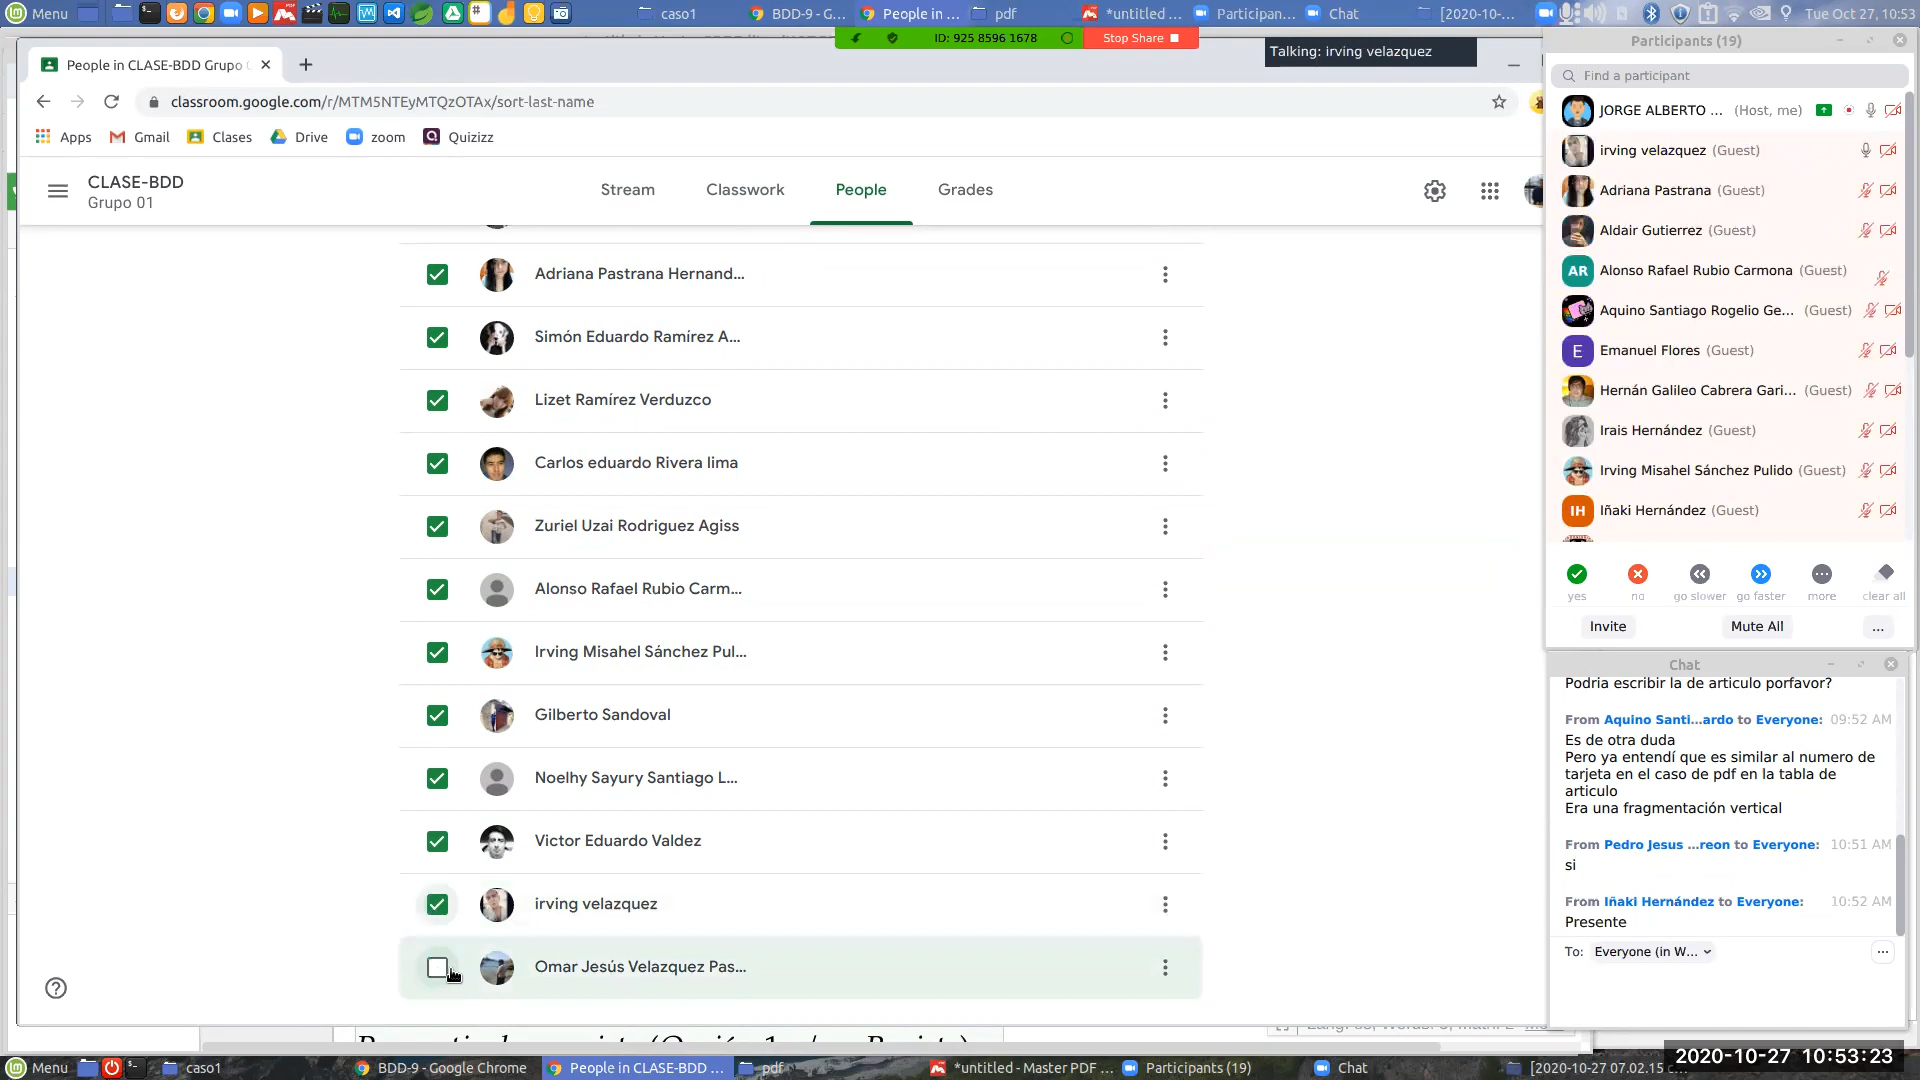 Menu
caso1
BDD-9 - G...
People in ...
pdf
*untitled ...
Participan...
Chat
[2020-10-...
Tue Oct 27, 10:53
ID: 925 8596 1678
Stop Share
Talking: irving velazquez
People in CLASE-BDD Grupo
classroom.google.com/r/MTM5NTEyMTQzOTAx/sort-last-name
Apps
Gmail
Clases
Drive
zoom
Quizizz
CLASE-BDD
Grupo 01
Stream
Classwork
People
Grades
Adriana Pastrana Hernand...
Simón Eduardo Ramírez A...
Lizet Ramírez Verduzco
Carlos eduardo Rivera lima
Zuriel Uzai Rodriguez Agiss
Alonso Rafael Rubio Carm...
Irving Misahel Sánchez Pul...
Gilberto Sandoval
Noelhy Sayury Santiago L...
Victor Eduardo Valdez
irving velazquez
Omar Jesús Velazquez Pas...
Participants (19)
Find a participant
JORGE ALBERTO ... (Host, me)
irving velazquez (Guest)
Adriana Pastrana (Guest)
Aldair Gutierrez (Guest)
AR Alonso Rafael Rubio Carmona (Guest)
Aquino Santiago Rogelio Ge... (Guest)
E Emanuel Flores (Guest)
Hernán Galileo Cabrera Gari... (Guest)
Irais Hernández (Guest)
Irving Misahel Sánchez Pulido (Guest)
IH Iñaki Hernández (Guest)
yes
no
go slower
go faster
more
clear all
Invite
Mute All
...
Chat
Podria escribir la de articulo porfavor?
From Aquino Santi...ardo to Everyone: 09:52 AM
Es de otra duda
Pero ya entendí que es similar al numero de
tarjeta en el caso de pdf en la tabla de
articulo
Era una fragmentación vertical
From Pedro Jesus ...reon to Everyone: 10:51 AM
si
From Iñaki Hernández to Everyone: 10:52 AM
Presente
To: Everyone (in W...
Menu
caso1
BDD-9 - Google Chrome
People in CLASE-BDD ...
pdf
*untitled - Master PDF ...
Participants (19)
Chat
[2020-10-27 07.02.15 c...
2020-10-27 10:53:23